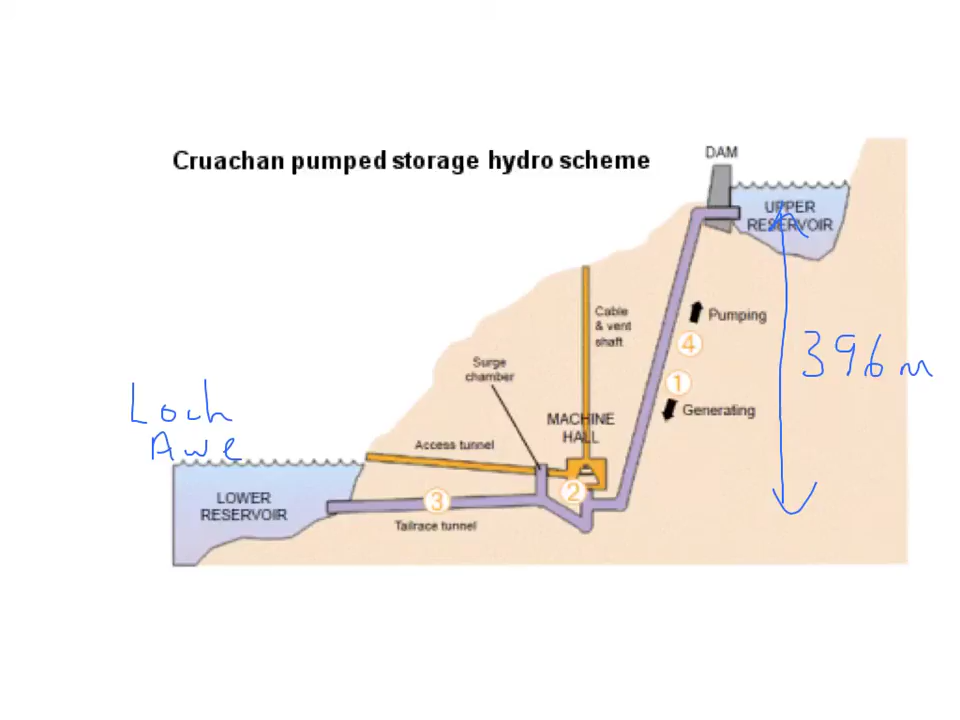 Cruachan pumped storage hydro scheme
DAM
UPPER
RESERVOIR
Cable
& vent
shaft
Pumping
4
396 m
Surge
chamber
1
Generating
Loch
Awe
MACHINE
HALL
Access tunnel
LOWER
RESERVOIR
3
2
Tailrace tunnel